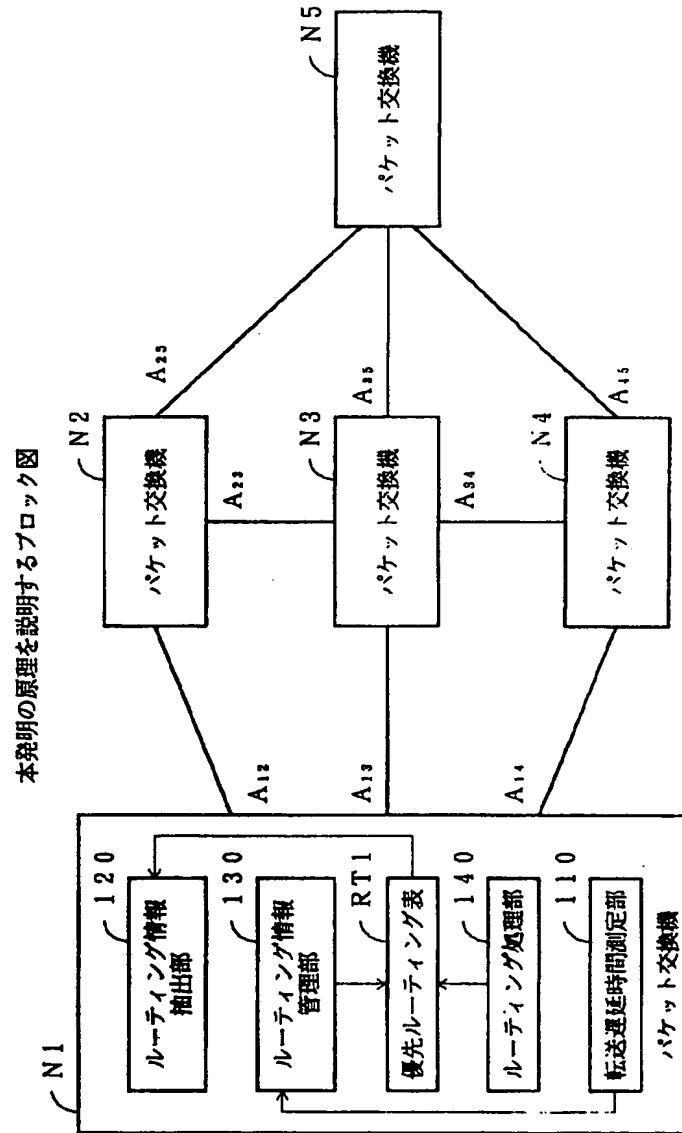 本発明の原理を説明するブロック図
N1
120
ルーティング情報
抽出部
130
ルーティング情報
管理部
RT1
優先ルーティング表
140
ルーティング処理部
110
転送遅延時間測定部
パケット交換機
A₁₂
A₁₃
A₁₄
N2
パケット交換機
A₂₃
N3
パケット交換機
A₃₄
N4
パケット交換機
A₂₅
A₃₅
A₄₅
N5
パケット交換機